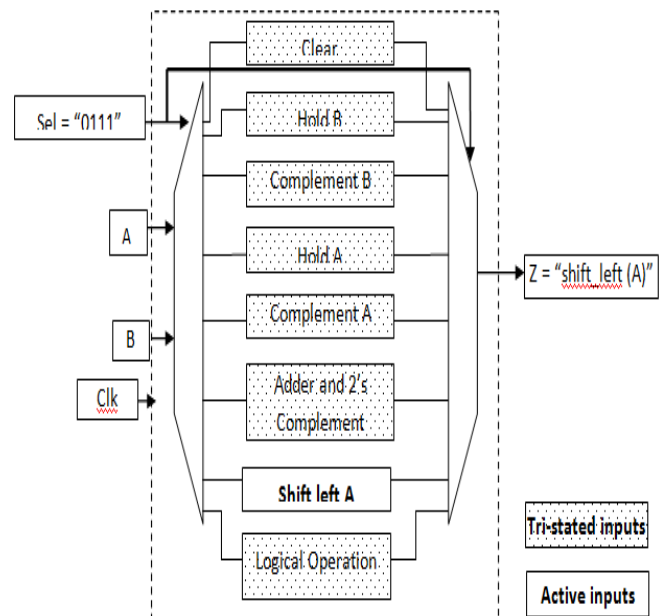 Clear
Sel = “0111”
Hold B
Complement B
A
Hold A
Z = “shift_left (A)”
Complement A
B
Clk
Adder and 2's
Complement
Shift left A
Logical Operation
Tri-stated inputs
Active inputs